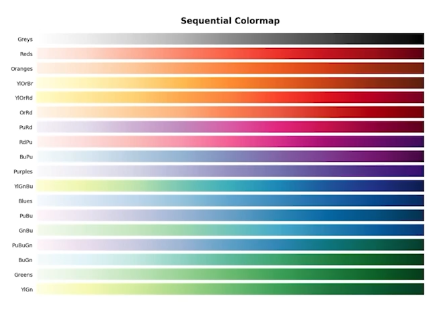 Sequential Colormap
Greys
Reds
Oranges
YlOrBr
YlOrRd
OrRd
PuRd
RdPu
BuPu
Purples
YlGnBu
Blues
PuBu
GnBu
PuBuGn
BuGn
Greens
YlGn